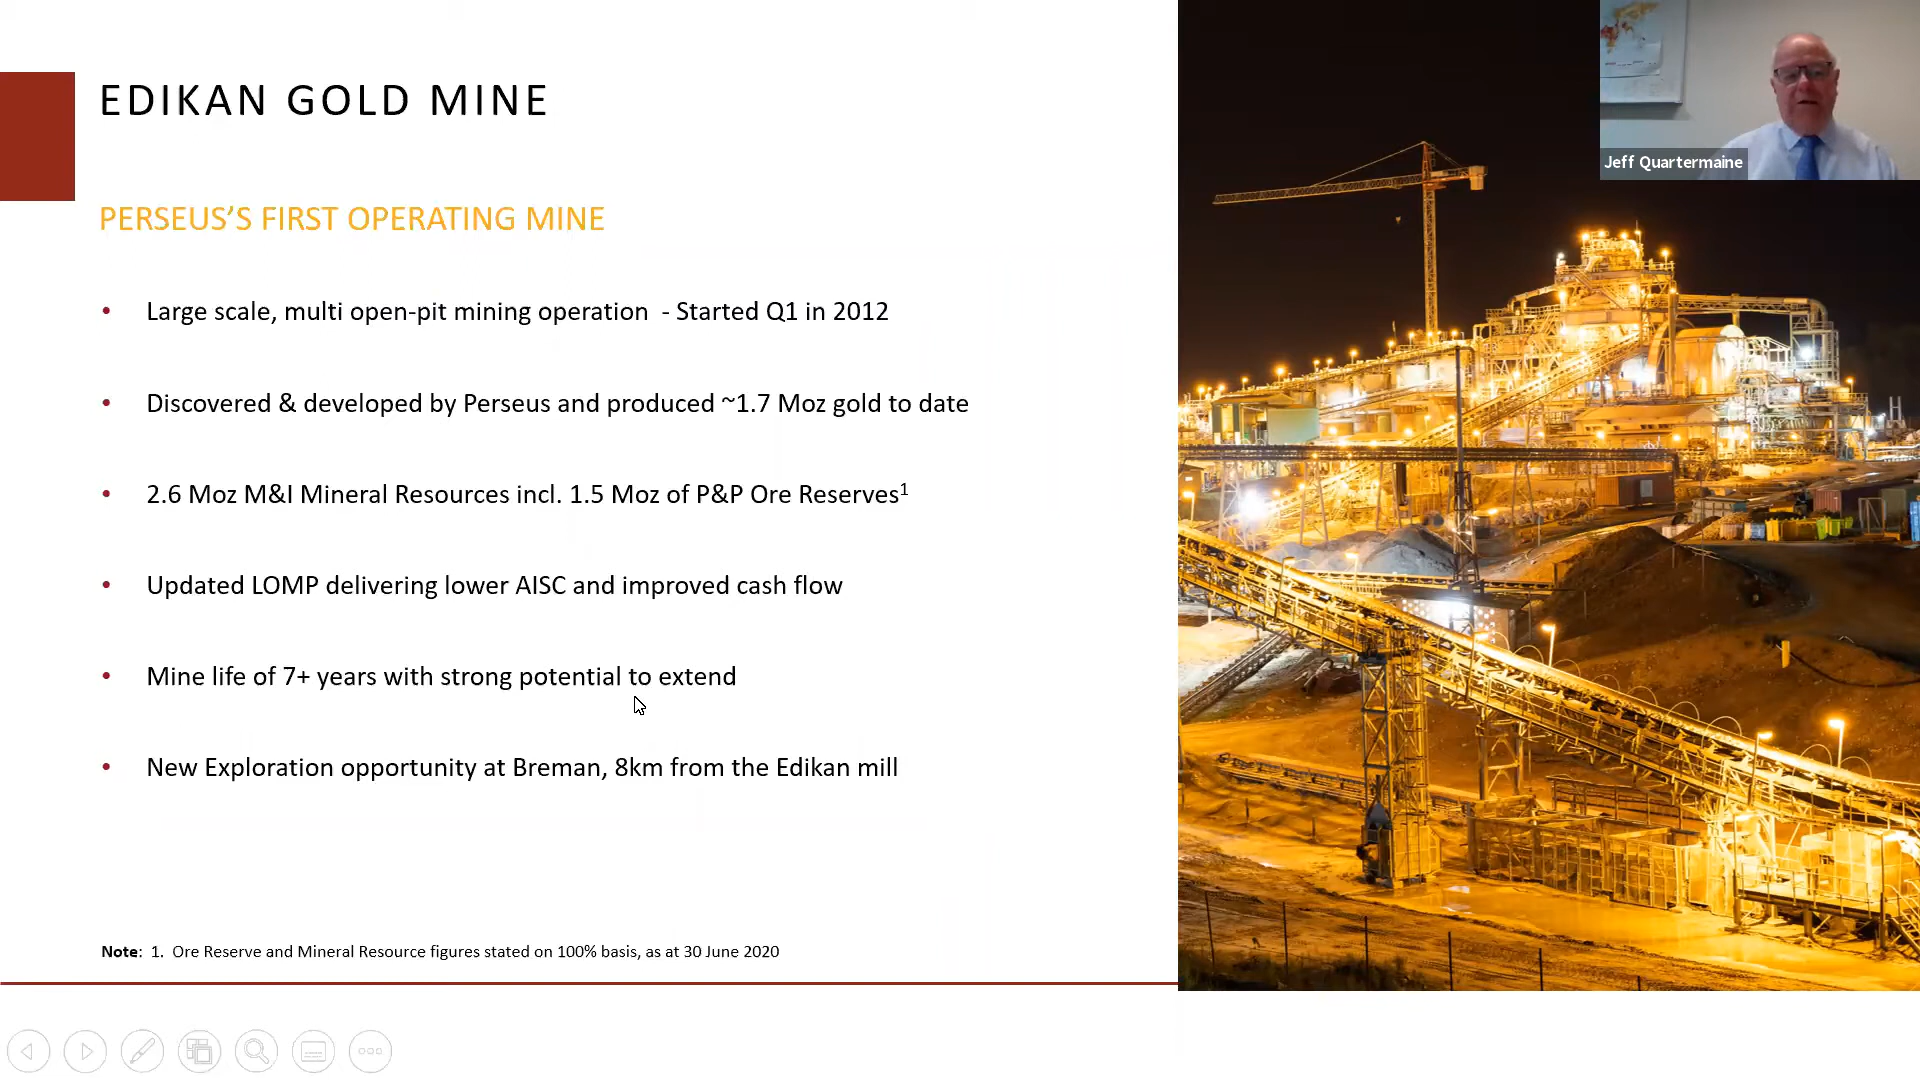 EDIKAN GOLD MINE
Jeff Quartermaine
PERSEUS’S FIRST OPERATING MINE
• Large scale, multi open-pit mining operation  - Started Q1 in 2012
• Discovered & developed by Perseus and produced ~1.7 Moz gold to date
• 2.6 Moz M&I Mineral Resources incl. 1.5 Moz of P&P Ore Reserves¹
• Updated LOMP delivering lower AISC and improved cash flow
• Mine life of 7+ years with strong potential to extend
• New Exploration opportunity at Breman, 8km from the Edikan mill
Note:  1.  Ore Reserve and Mineral Resource figures stated on 100% basis, as at 30 June 2020